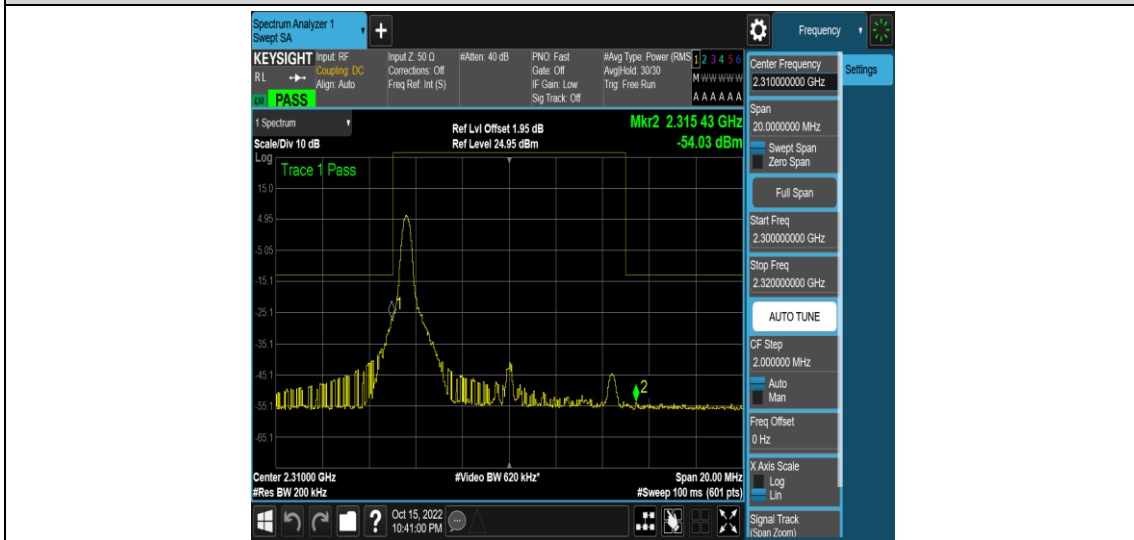 Spectrum Analyzer 1
Swept SA
+
Frequency
KEYSIGHT
RL
LXI PASS
Input: RF
Coupling: DC
Align: Auto
Input Z: 50 Ω
Corrections: Off
Freq Ref: Int (S)
#Atten: 40 dB
PNO: Fast
Gate: Off
IF Gain: Low
Sig Track: Off
#Avg Type: Power (RMS
Avg|Hold: 30/30
Trig: Free Run
1 2 3 4 5 6
M W W W W W
A A A A A A
1 Spectrum
Scale/Div 10 dB
Ref Lvl Offset 1.95 dB
Ref Level 24.95 dBm
Mkr2 2.315 43 GHz
-54.03 dBm
Log
Trace 1 Pass
15.0
4.95
-5.05
-15.1
-25.1
-35.1
-45.1
-55.1
-65.1
1
2
Center 2.31000 GHz
#Res BW 200 kHz
#Video BW 620 kHz*
Span 20.00 MHz
#Sweep 100 ms (601 pts)
?
Oct 15, 2022
10:41:00 PM
Center Frequency
2.310000000 GHz
Settings
Span
20.0000000 MHz
Swept Span
Zero Span
Full Span
Start Freq
2.300000000 GHz
Stop Freq
2.320000000 GHz
AUTO TUNE
CF Step
2.000000 MHz
Auto
Man
Freq Offset
0 Hz
X Axis Scale
Log
Lin
Signal Track
(Span Zoom)